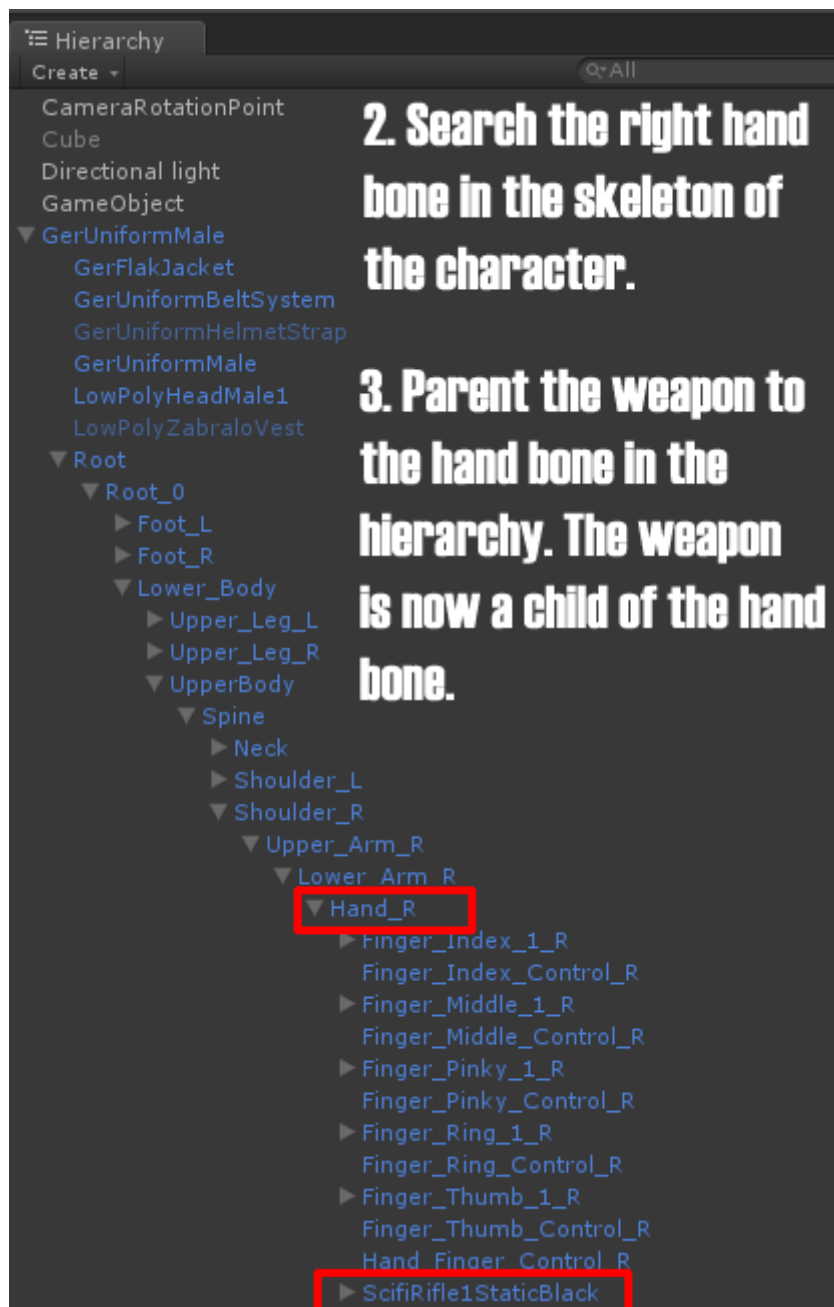 Hierarchy
Create
All
CameraRotationPoint
Cube
Directional light
GameObject
GerUniformMale
GerFlakJacket
GerUniformBeltSystem
GerUniformHelmetStrap
GerUniformMale
LowPolyHeadMale1
LowPolyZabraloVest
Root
Root_0
Foot_L
Foot_R
Lower_Body
Upper_Leg_L
Upper_Leg_R
UpperBody
Spine
Neck
Shoulder_L
Shoulder_R
Upper_Arm_R
Lower_Arm_R
Hand_R
Finger_Index_1_R
Finger_Index_Control_R
Finger_Middle_1_R
Finger_Middle_Control_R
Finger_Pinky_1_R
Finger_Pinky_Control_R
Finger_Ring_1_R
Finger_Ring_Control_R
Finger_Thumb_1_R
Finger_Thumb_Control_R
Hand_Finger_Control_R
ScifiRifle1StaticBlack
2. Search the right hand
bone in the skeleton of
the character.
3. Parent the weapon to
the hand bone in the
hierarchy. The weapon
is now a child of the hand
bone.